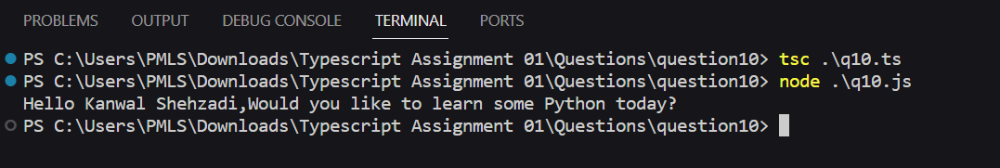 PROBLEMS OUTPUT DEBUG CONSOLE TERMINAL PORTS
PS C:\Users\PMLS\Downloads\Typescript Assignment 01\Questions\question10> tsc .\q10.ts
PS C:\Users\PMLS\Downloads\Typescript Assignment 01\Questions\question10> node .\q10.js
Hello Kanwal Shehzadi,Would you like to learn some Python today?
PS C:\Users\PMLS\Downloads\Typescript Assignment 01\Questions\question10>